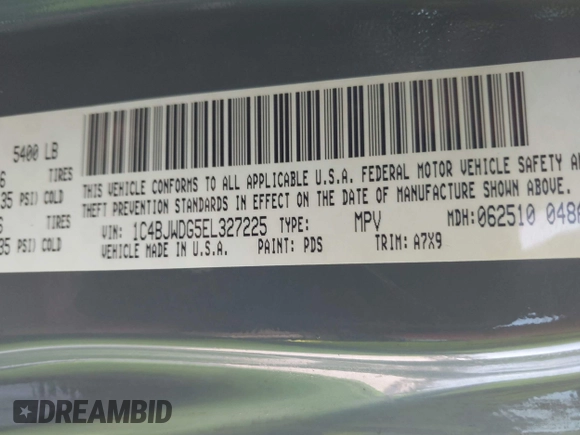 5400 LB
TIRES
35 PSI) COLD
TIRES
35 PSI) COLD
THIS VEHICLE CONFORMS TO ALL APPLICABLE U.S.A. FEDERAL MOTOR VEHICLE SAFETY
THEFT PREVENTION STANDARDS IN EFFECT ON THE DATE OF MANUFACTURE SHOWN ABOVE.
VIN: 1C4BJWDG5EL327225 TYPE: MPV MDH: 062510 048
VEHICLE MADE IN U.S.A. PAINT: PDS TRIM: A7X9
DREAMBID